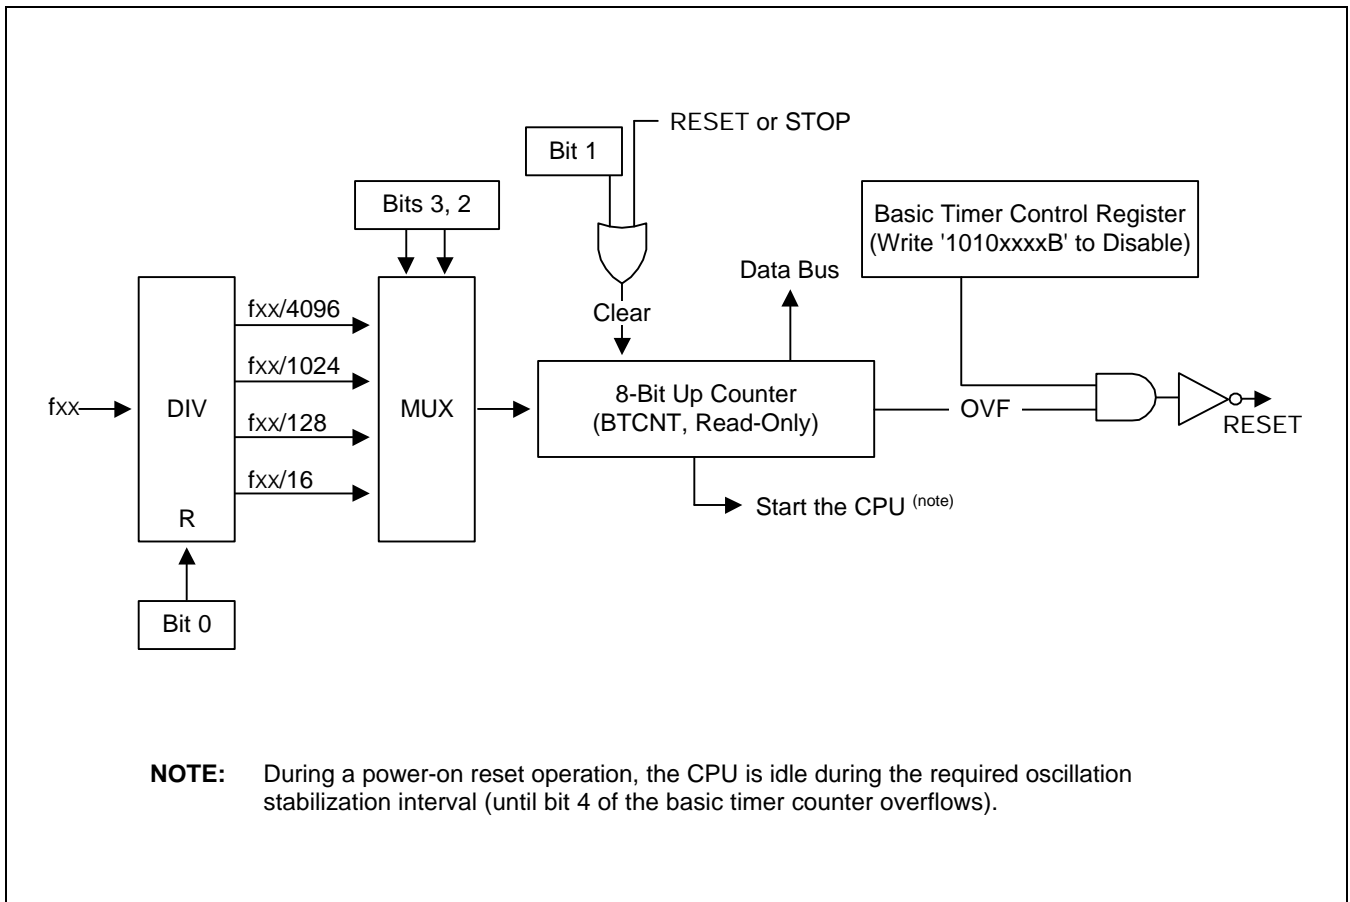 RESET or STOP
Bit 1
Bits 3, 2
Basic Timer Control Register
(Write '1010xxxxB' to Disable)
Data Bus
fxx/4096
Clear
fxx/1024
8-Bit Up Counter
(BTCNT, Read-Only)
fxx
DIV
MUX
OVF
RESET
fxx/128
fxx/16
Start the CPU (note)
R
Bit 0
NOTE: During a power-on reset operation, the CPU is idle during the required oscillation
stabilization interval (until bit 4 of the basic timer counter overflows).